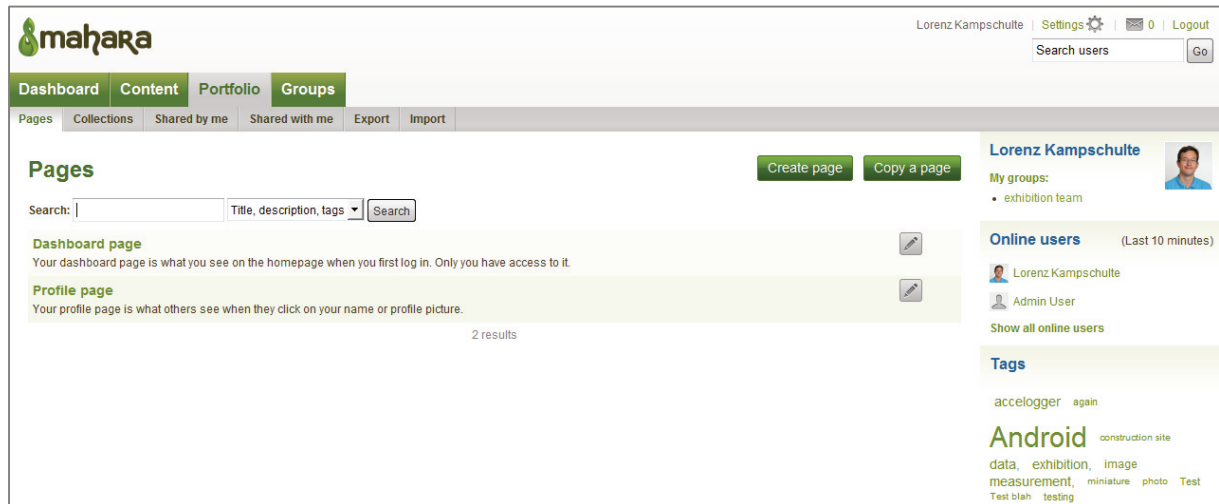 mahara
Lorenz Kampschulte | Settings | 0 | Logout
Search users Go
Dashboard Content Portfolio Groups
Pages Collections Shared by me Shared with me Export Import
Pages
Create page Copy a page
Search: Title, description, tags Search
Dashboard page
Your dashboard page is what you see on the homepage when you first log in. Only you have access to it.
Profile page
Your profile page is what others see when they click on your name or profile picture.
2 results
Lorenz Kampschulte
My groups:
• exhibition team
Online users (Last 10 minutes)
Lorenz Kampschulte
Admin User
Show all online users
Tags
accelogger again
Android construction site
data, exhibition, image
measurement, miniature photo Test
Test blah testing